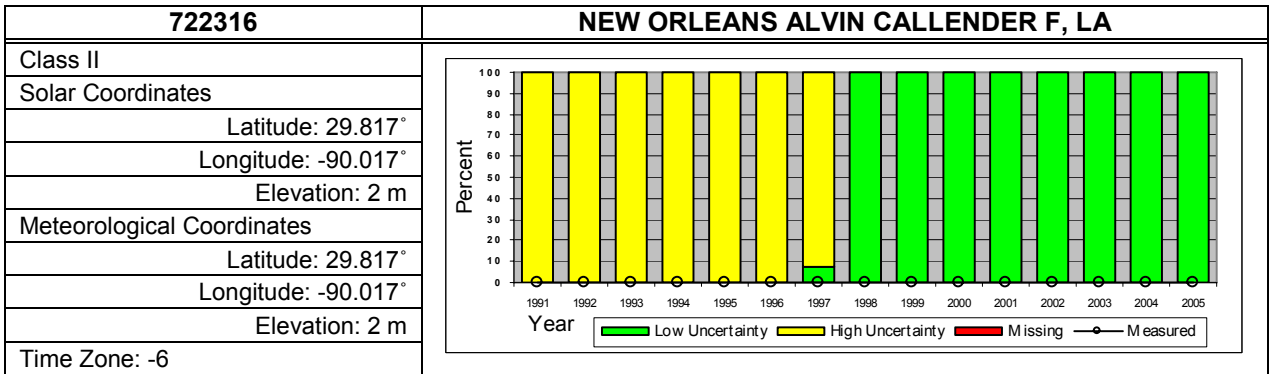 722316
NEW ORLEANS ALVIN CALLENDER F, LA
Class II
Solar Coordinates
Latitude: 29.817˚
Longitude: -90.017˚
Elevation: 2 m
Meteorological Coordinates
Latitude: 29.817˚
Longitude: -90.017˚
Elevation: 2 m
Time Zone: -6
Percent
100
90
80
70
60
50
40
30
20
10
0
1991 1992 1993 1994 1995 1996 1997 1998 1999 2000 2001 2002 2003 2004 2005
Year
Low Uncertainty High Uncertainty Missing Measured